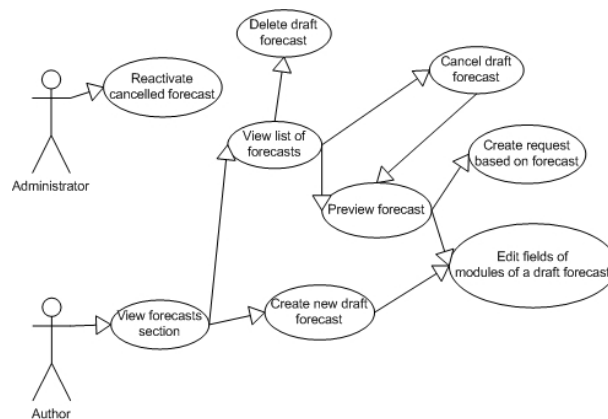 Delete draft
forecast
Cancel draft
forecast
Reactivate
cancelled forecast
View list of
forecasts
Create request
based on forecast
Administrator
Preview forecast
Edit fields of
modules of a draft forecast
View forecasts
section
Create new draft
forecast
Author